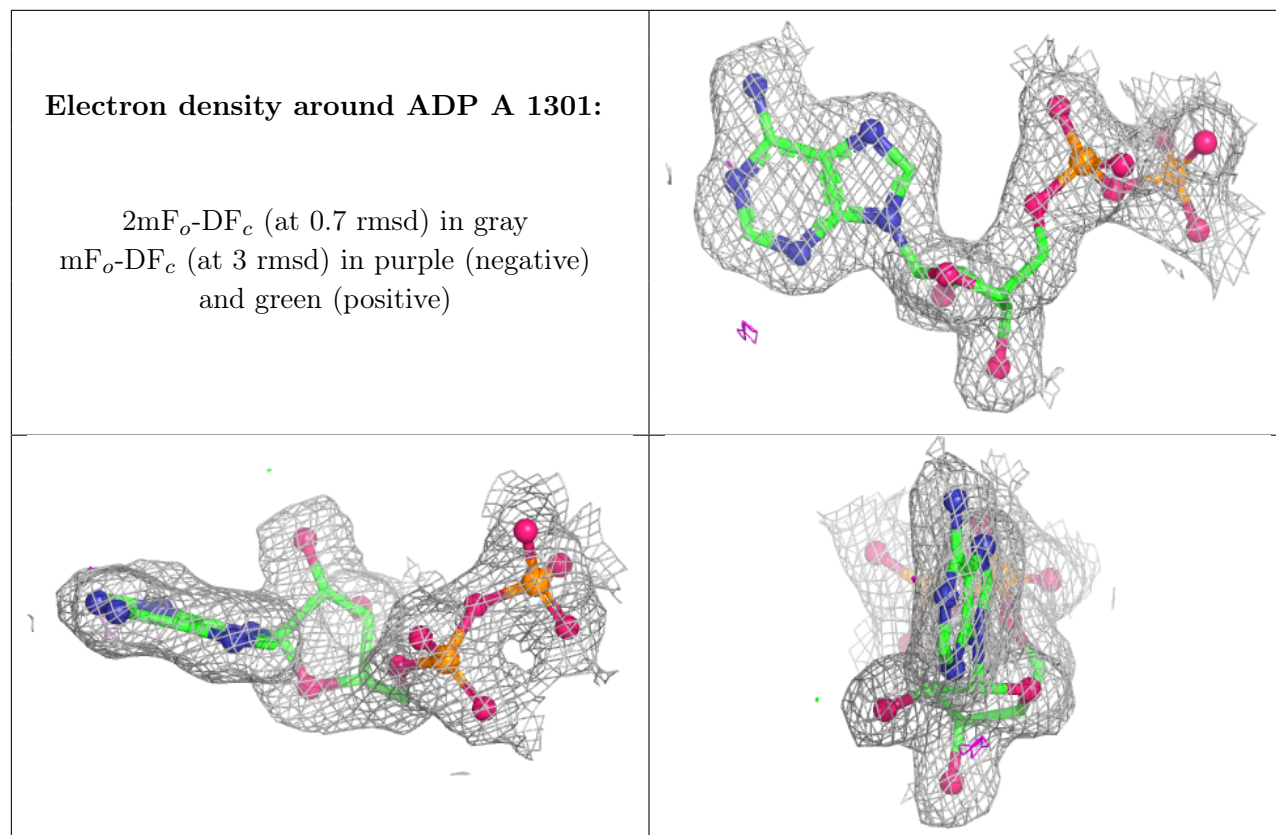 Electron density around ADP A 1301:
2mFo-DFc (at 0.7 rmsd) in gray
mFo-DFc (at 3 rmsd) in purple (negative)
and green (positive)